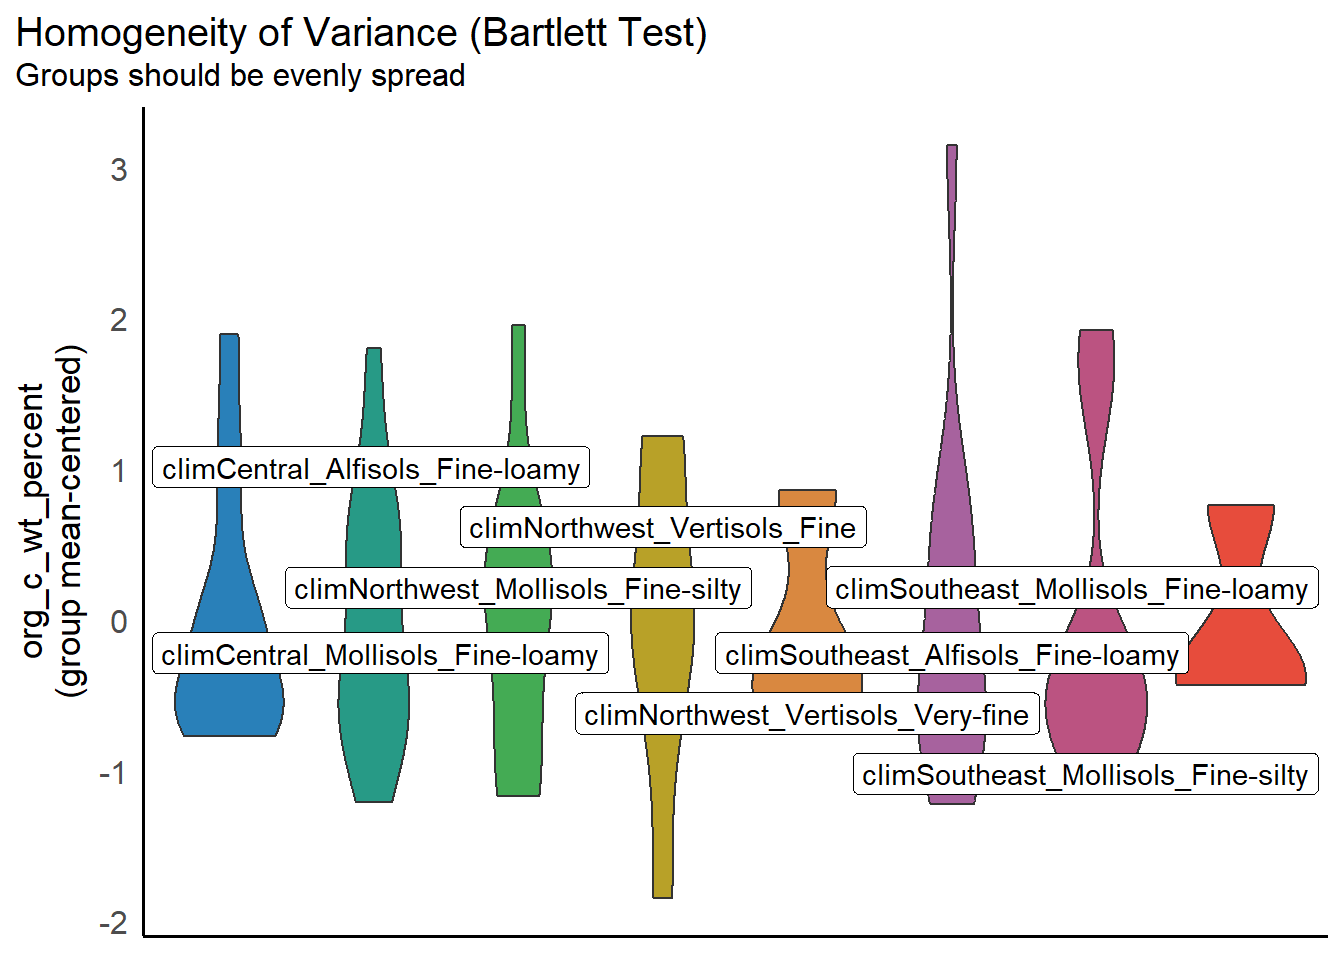 Homogeneity of Variance (Bartlett Test)
Groups should be evenly spread
org_c_wt_percent
(group mean-centered)
3
2
1
0
-1
-2
climCentral_Alfisols_Fine-loamy
climNorthwest_Vertisols_Fine
climNorthwest_Mollisols_Fine-silty
climSoutheast_Mollisols_Fine-loamy
climCentral_Mollisols_Fine-loamy
climSoutheast_Alfisols_Fine-loamy
climNorthwest_Vertisols_Very-fine
climSoutheast_Mollisols_Fine-silty